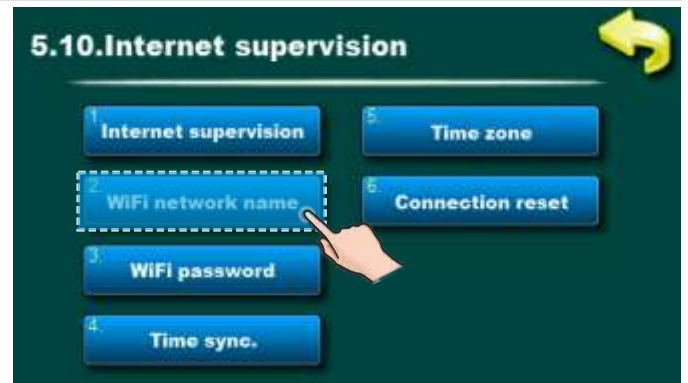 5.10.Internet supervision
1.
Internet supervision
2.
WiFi network name
3.
WiFi password
4.
Time sync.
5.
Time zone
6.
Connection reset